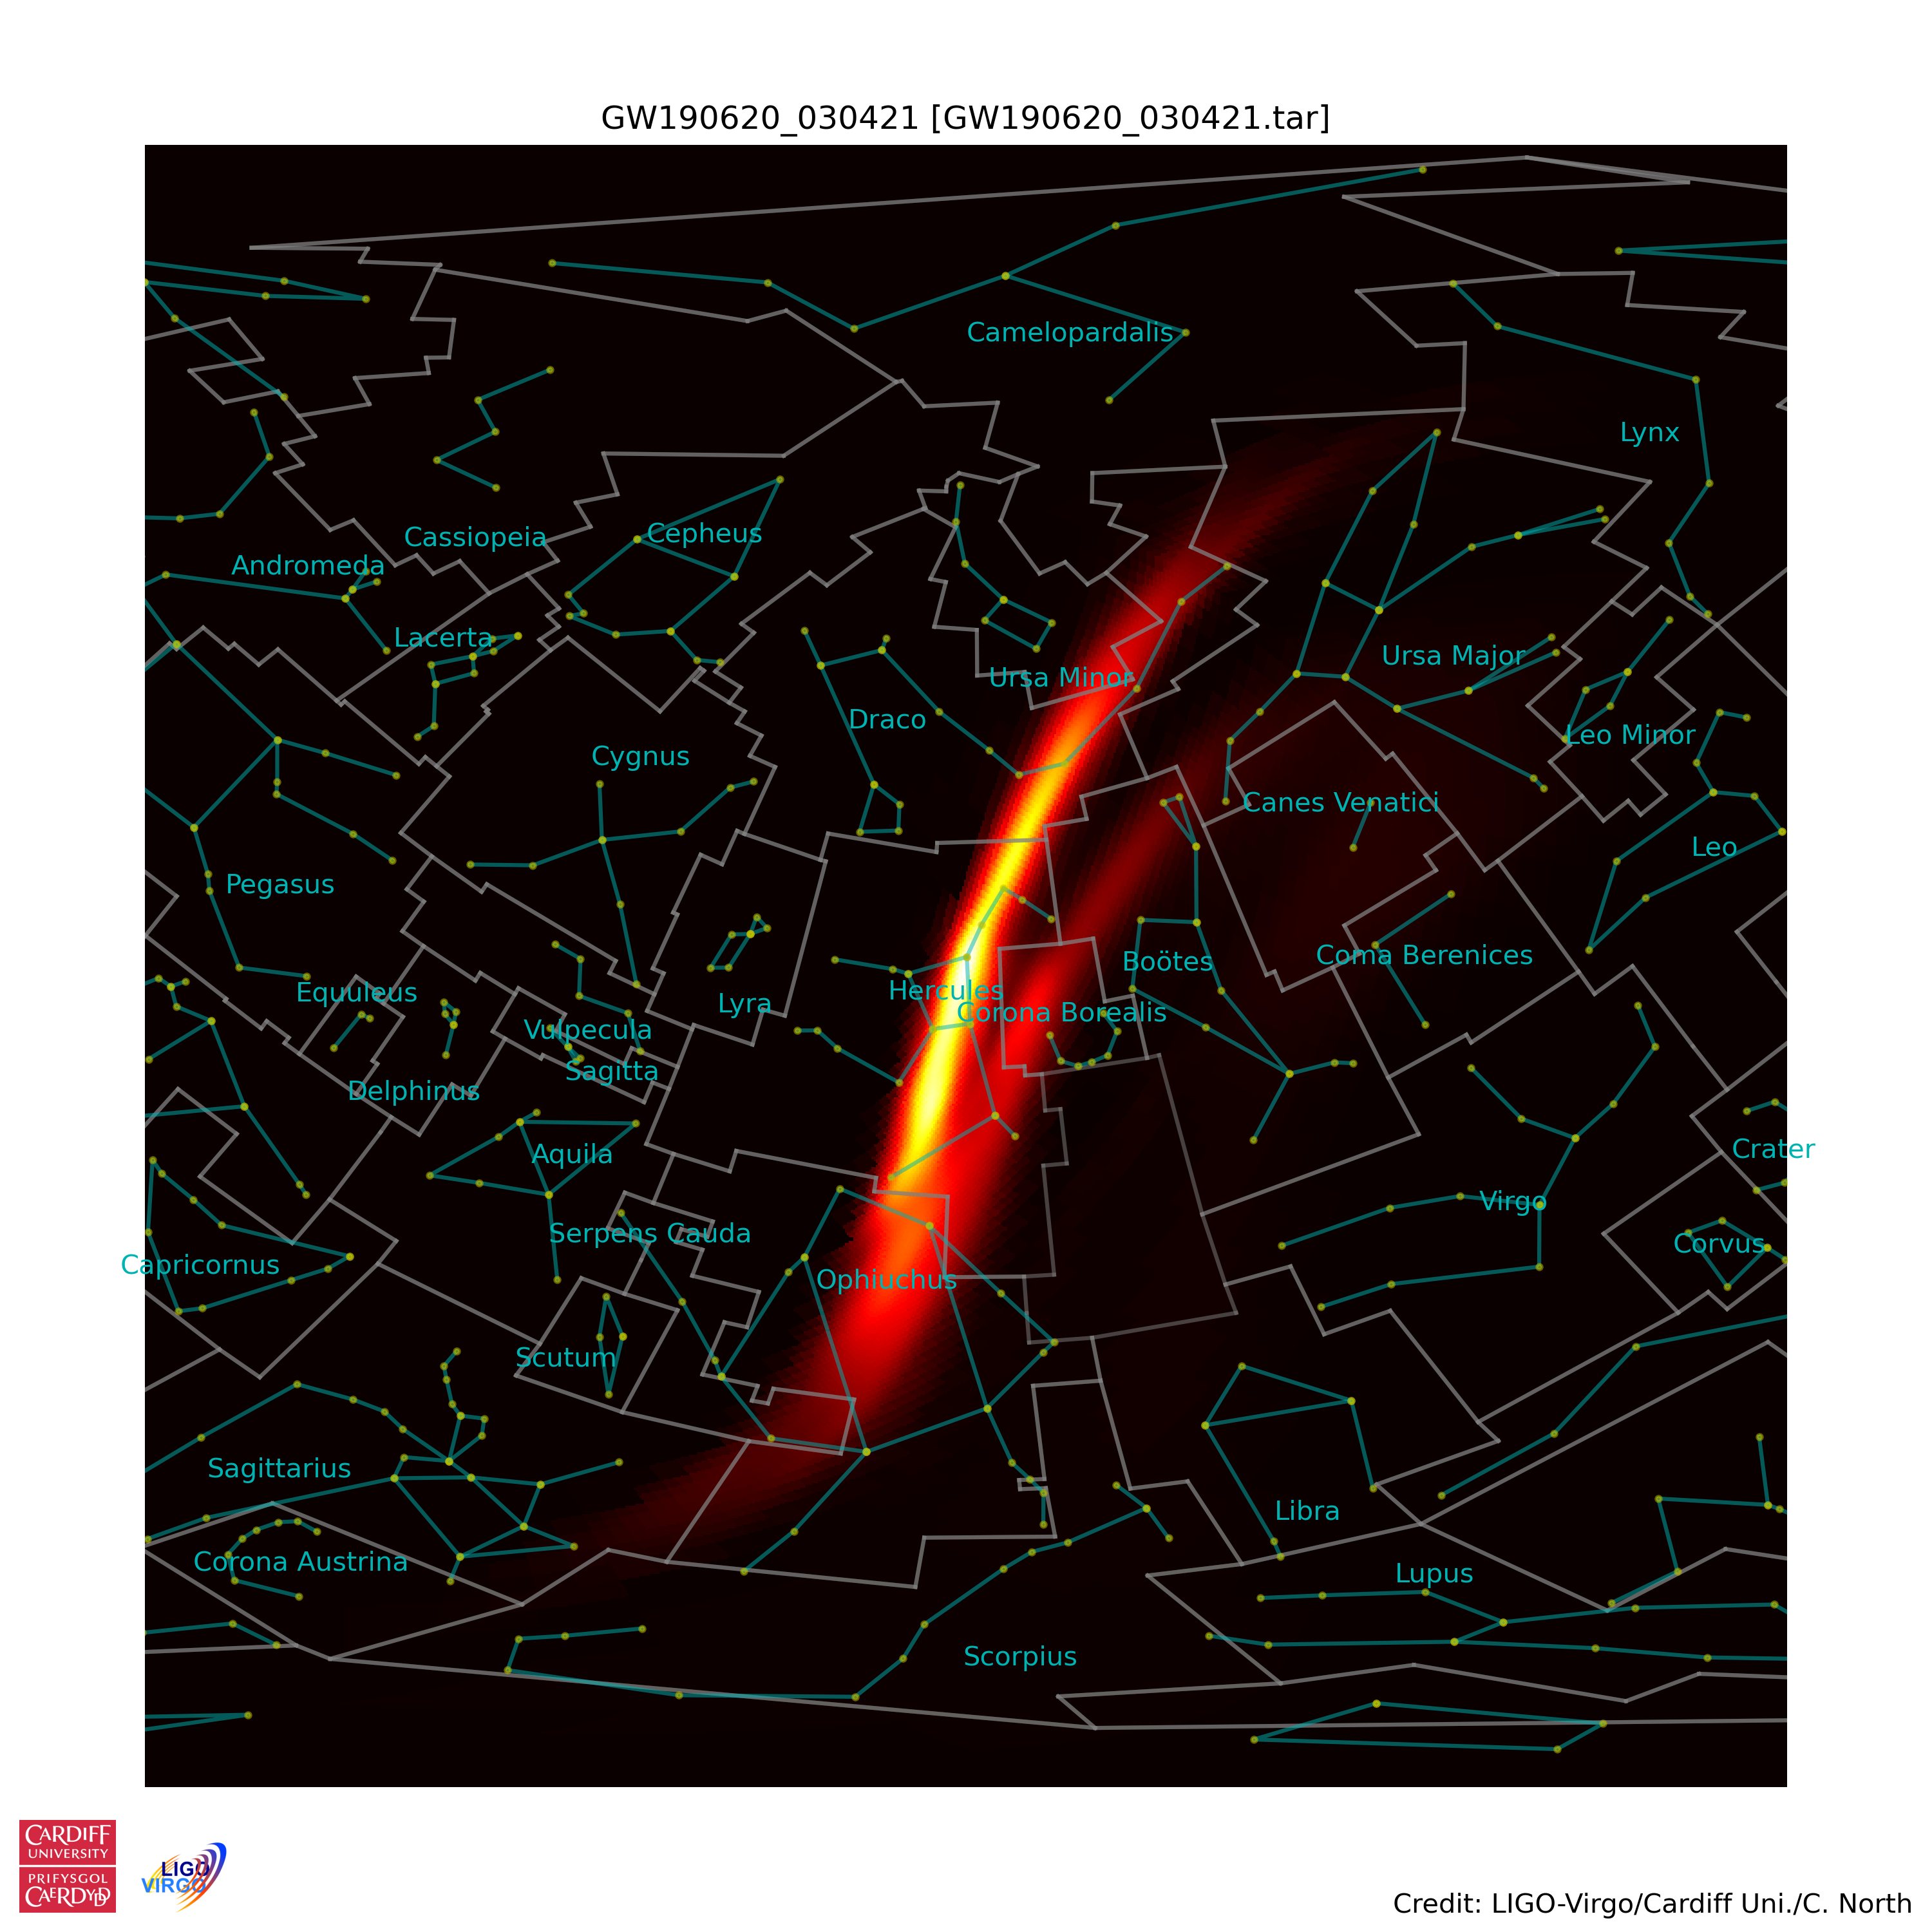 GW190620_030421 [GW190620_030421.tar]
Camelopardalis
Lynx
Cassiopeia
Cepheus
Andromeda
Lacerta
Ursa Major
Ursa Minor
Draco
Leo Minor
Cygnus
Canes Venatici
Leo
Pegasus
Coma Berenices
Boötes
Hercules
Equuleus
Lyra
Corona Borealis
Vulpecula
Sagitta
Delphinus
Aquila
Crater
Virgo
Serpens Cauda
Corvus
Capricornus
Ophiuchus
Scutum
Sagittarius
Libra
Corona Austrina
Lupus
Scorpius
CARDIFF
UNIVERSITY
PRIFYSGOL
CAERDYDD
LIGO
VIRGO
Credit: LIGO-Virgo/Cardiff Uni./C. North